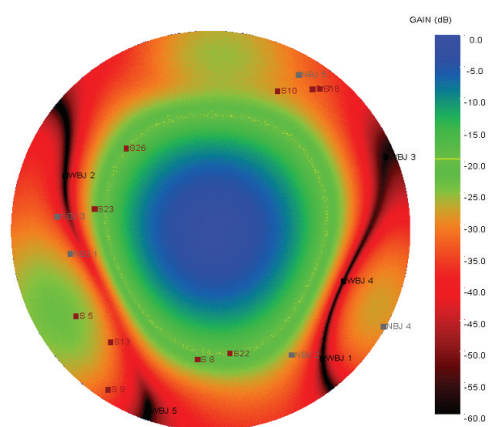 GAIN (dB)
0.0
-5.0
-10.0
-15.0
-20.0
-25.0
-30.0
-35.0
-40.0
-45.0
-50.0
-55.0
-60.0
S10
S26
WBJ 3
WBJ 2
S23
WBJ 4
S 5
NBJ 4
S13
S22
S 8
WBJ 1
S 9
WBJ 5